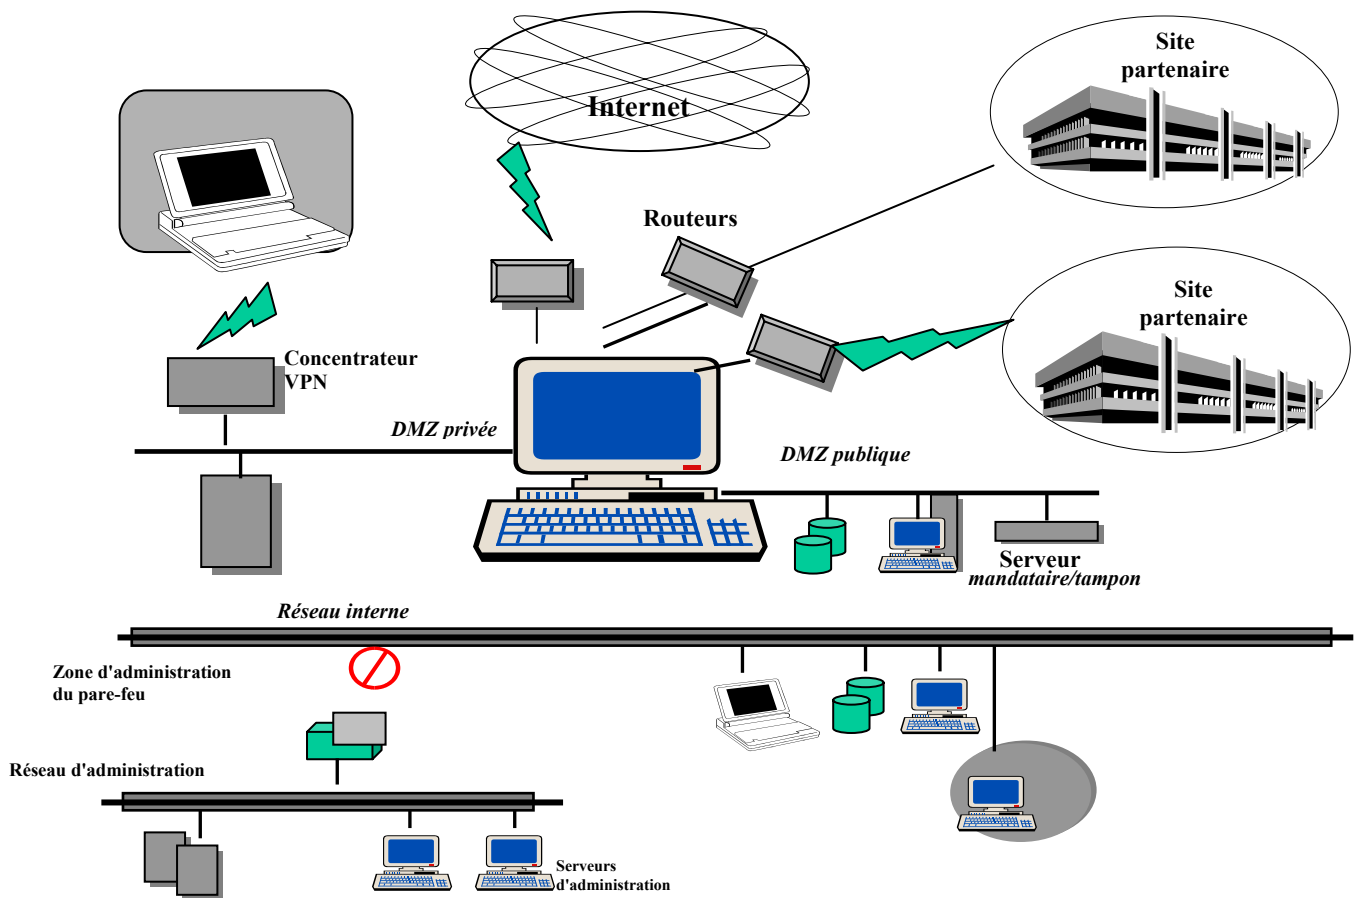 Site
partenaire
Internet
Routeurs
Site
partenaire
Concentrateur
VPN
DMZ privée
DMZ publique
Serveur
mandataire/tampon
Réseau interne
Zone d'administration
du pare-feu
Réseau d'administration
Serveurs
d'administration